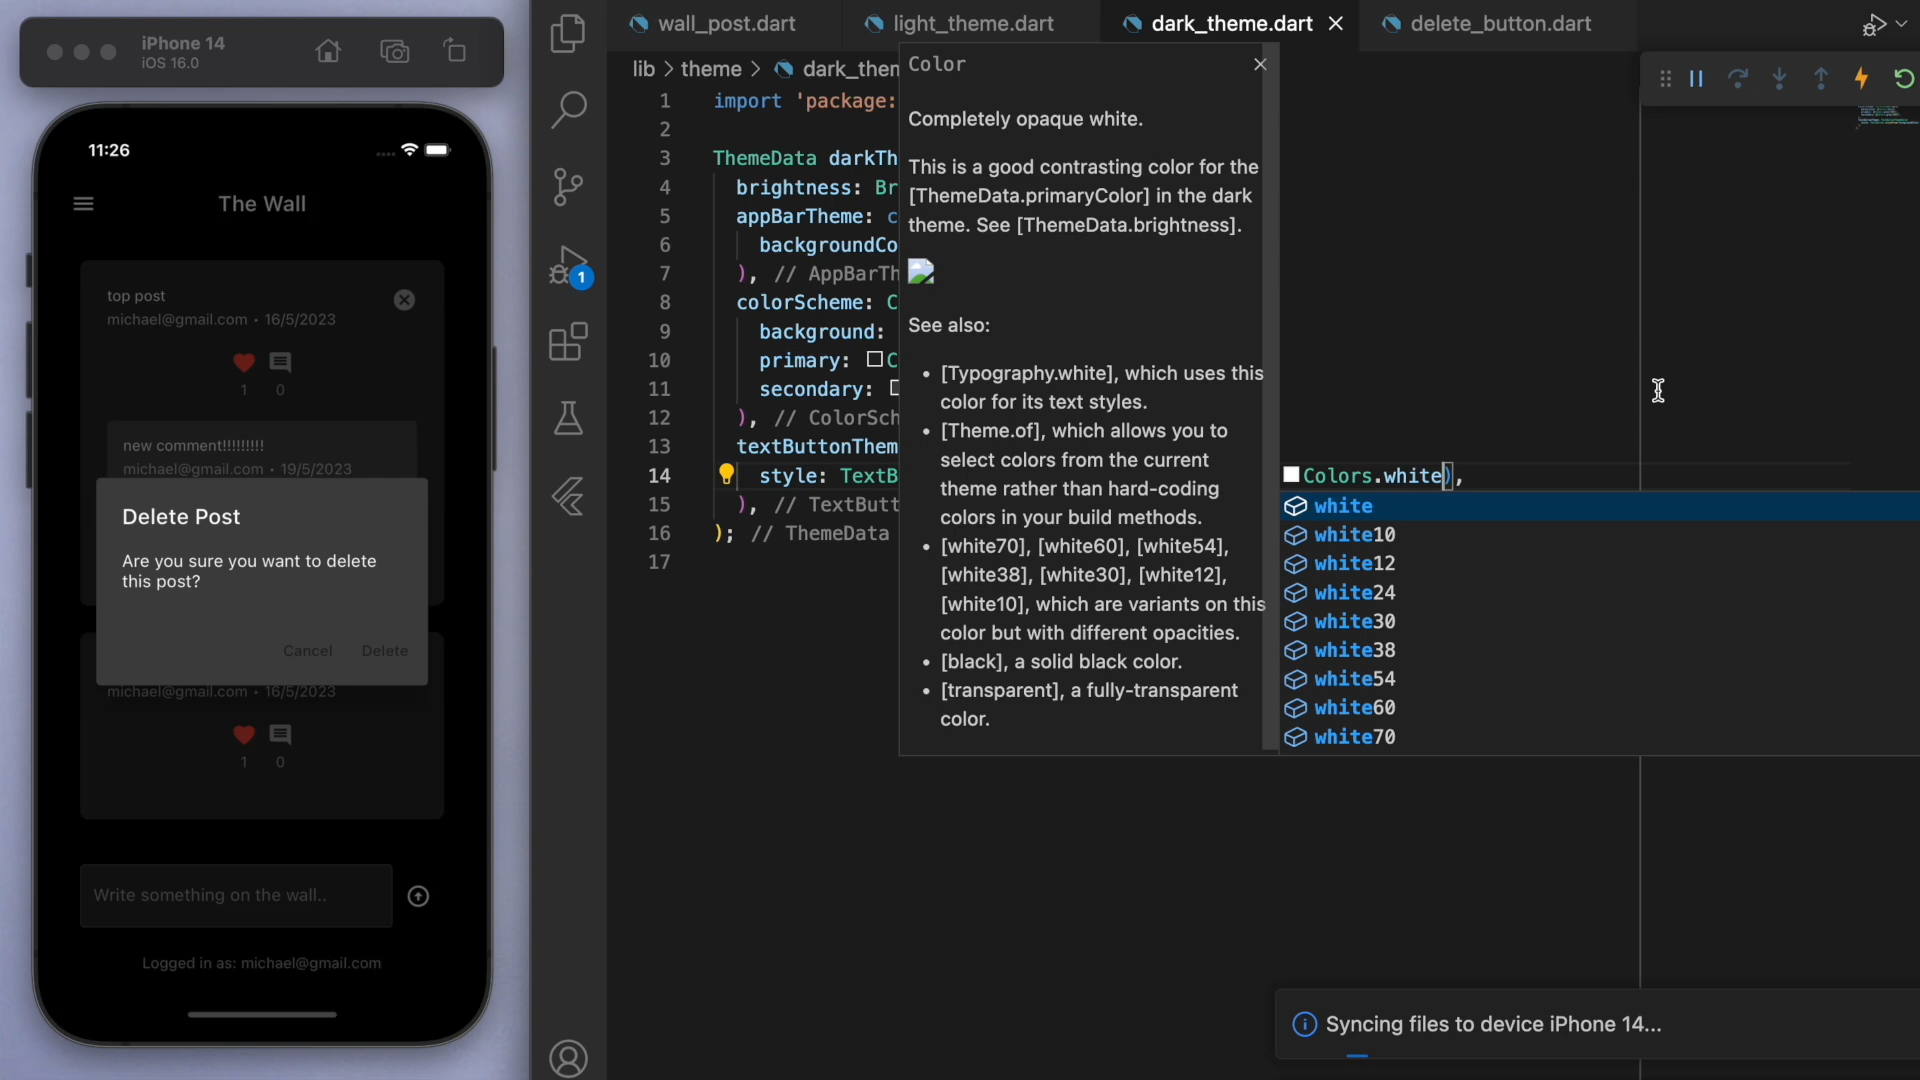 iPhone 14
iOS 16.0
11:26
The Wall
top post
michael@gmail.com • 16/5/2023
1 0
new comment!!!!!!!!!
michael@gmail.com • 19/5/2023
Delete Post
Are you sure you want to delete
this post?
Cancel Delete
michael@gmail.com • 16/5/2023
1 0
Write something on the wall..
Logged in as: michael@gmail.com
1
wall_post.dart light_theme.dart dark_theme.dart delete_button.dart
lib > theme > dark_then
1 import 'package:
2
3 ThemeData darkTh
4 brightness: Br
5 appBarTheme: c
6 backgroundCo
7 ), // AppBarTh
8 colorScheme: C
9 background:
10 primary: C
11 secondary:
12 ), // ColorSch
13 textButtonThem
14 style: TextB
15 ), // TextButt
16 ); // ThemeData
17
Color
Completely opaque white.
This is a good contrasting color for the
[ThemeData.primaryColor] in the dark
theme. See [ThemeData.brightness].
See also:
• [Typography.white], which uses this
color for its text styles.
• [Theme.of], which allows you to
select colors from the current
theme rather than hard-coding
colors in your build methods.
• [white70], [white60], [white54],
[white38], [white30], [white12],
[white10], which are variants on this
color but with different opacities.
• [black], a solid black color.
• [transparent], a fully-transparent
color.
Colors.white),
white
white10
white12
white24
white30
white38
white54
white60
white70
Syncing files to device iPhone 14...